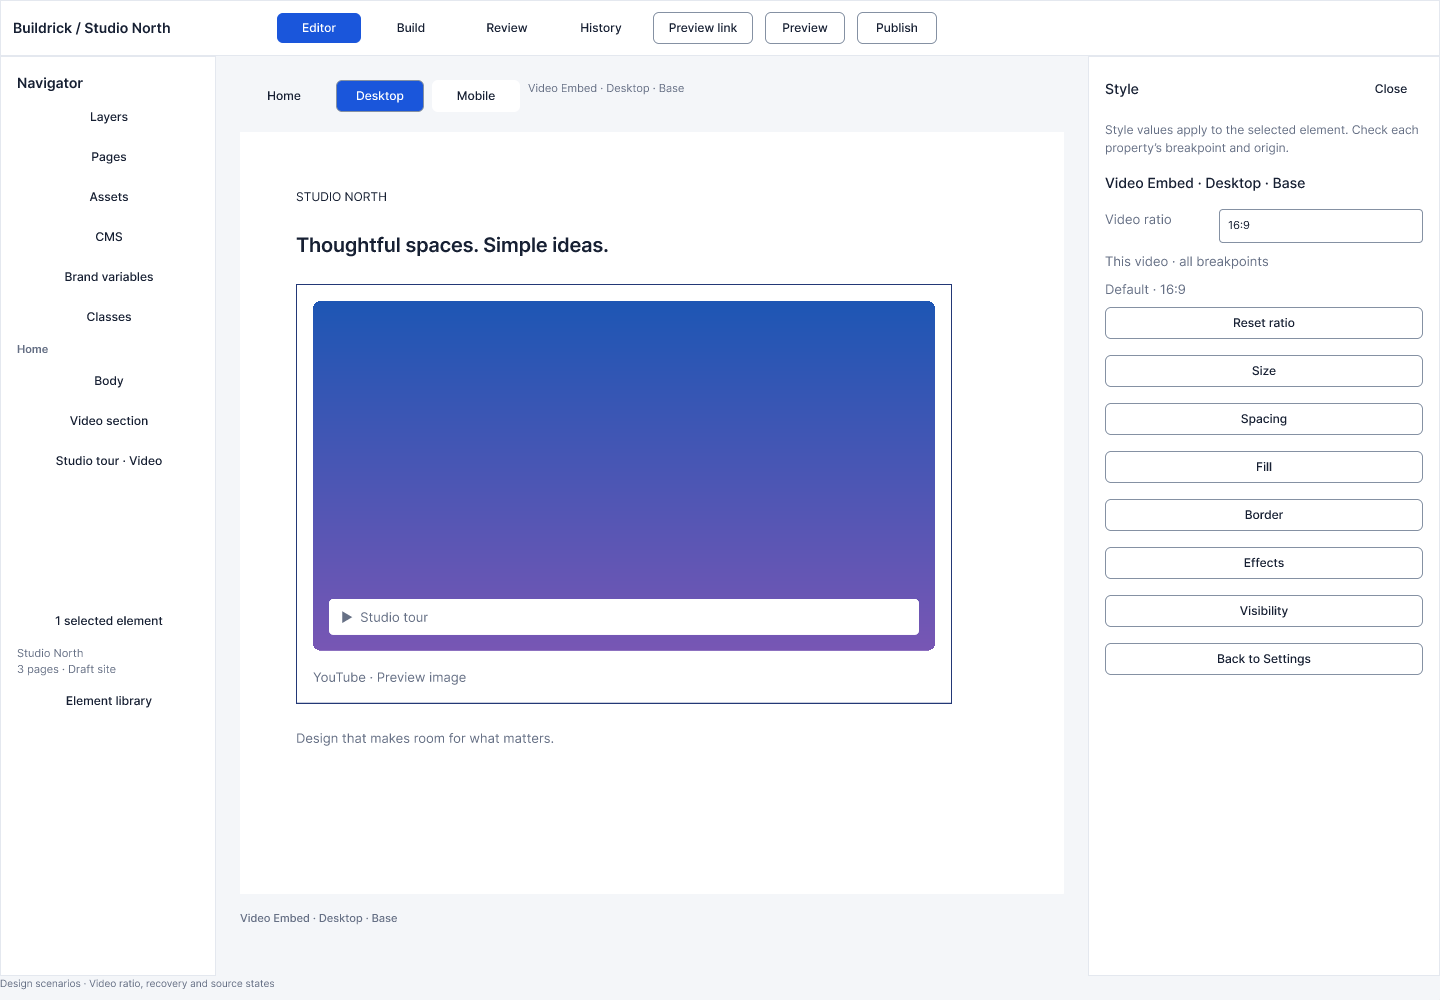 Buildrick / Studio North
Editor
Build
Review
History
Preview link
Preview
Publish
Navigator
Layers
Pages
Assets
CMS
Brand variables
Classes
Home
Body
Video section
Studio tour · Video
1 selected element
Studio North
3 pages · Draft site
Element library
Home
Desktop
Mobile
Video Embed · Desktop · Base
STUDIO NORTH
Thoughtful spaces. Simple ideas.
▶ Studio tour
YouTube · Preview image
Design that makes room for what matters.
Video Embed · Desktop · Base
Style
Close
Style values apply to the selected element. Check each
property’s breakpoint and origin.
Video Embed · Desktop · Base
Video ratio
16:9
This video · all breakpoints
Default · 16:9
Reset ratio
Size
Spacing
Fill
Border
Effects
Visibility
Back to Settings
Design scenarios · Video ratio, recovery and source states